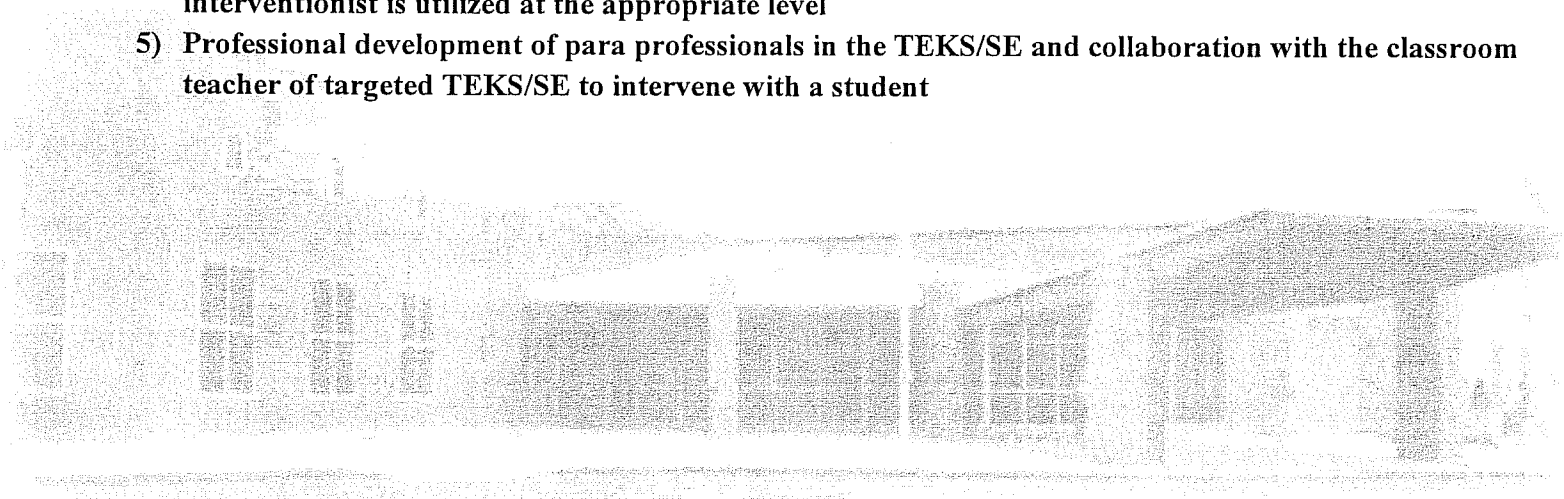 interventionist is utilized at the appropriate level
5) Professional development of para professionals in the TEKS/SE and collaboration with the classroom
teacher of targeted TEKS/SE to intervene with a student